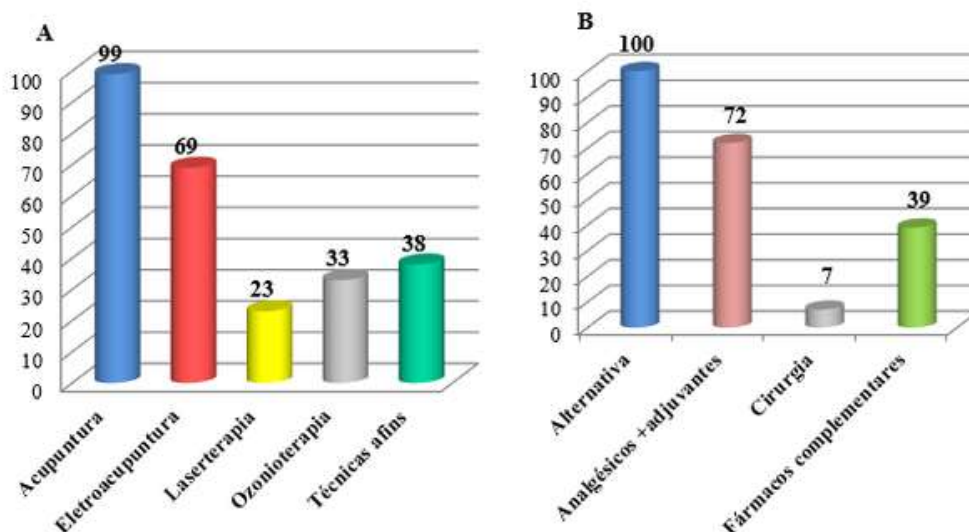 A
99
69
23
33
38
100
90
80
70
60
50
40
30
20
10
0
Acupuntura
Eletroacupuntura
Laserterapia
Ozonioterapia
Técnicas afins
B
100
72
7
39
100
90
80
70
60
50
40
30
20
10
0
Alternativa
Analgésicos +adjuvantes
Cirurgia
Fármacos complementares